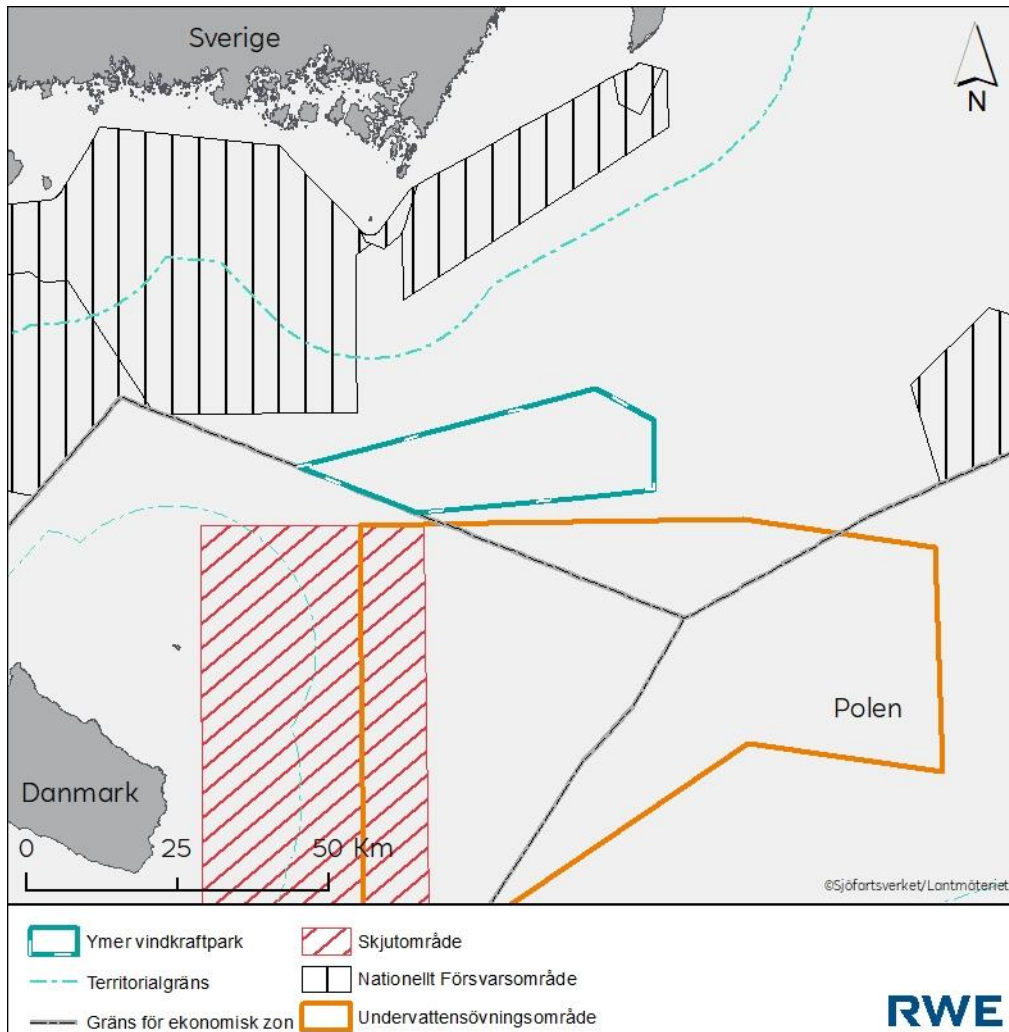 Sverige
N
Polen
Danmark
0 25 50 Km
©Sjöfartsverket/Lantmäteriet
Ymer vindkraftpark
Territorialgräns
Gräns för ekonomisk zon
Skjutområde
Nationellt Försvarsområde
Undervattensövningsområde
RWE